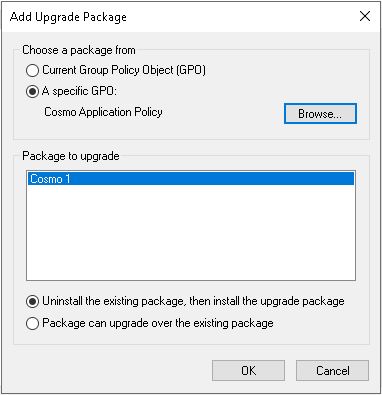 Add Upgrade Package
Choose a package from
Current Group Policy Object (GPO)
A specific GPO:
Cosmo Application Policy
Browse...
Package to upgrade
Cosmo 1
Uninstall the existing package, then install the upgrade package
Package can upgrade over the existing package
OK
Cancel